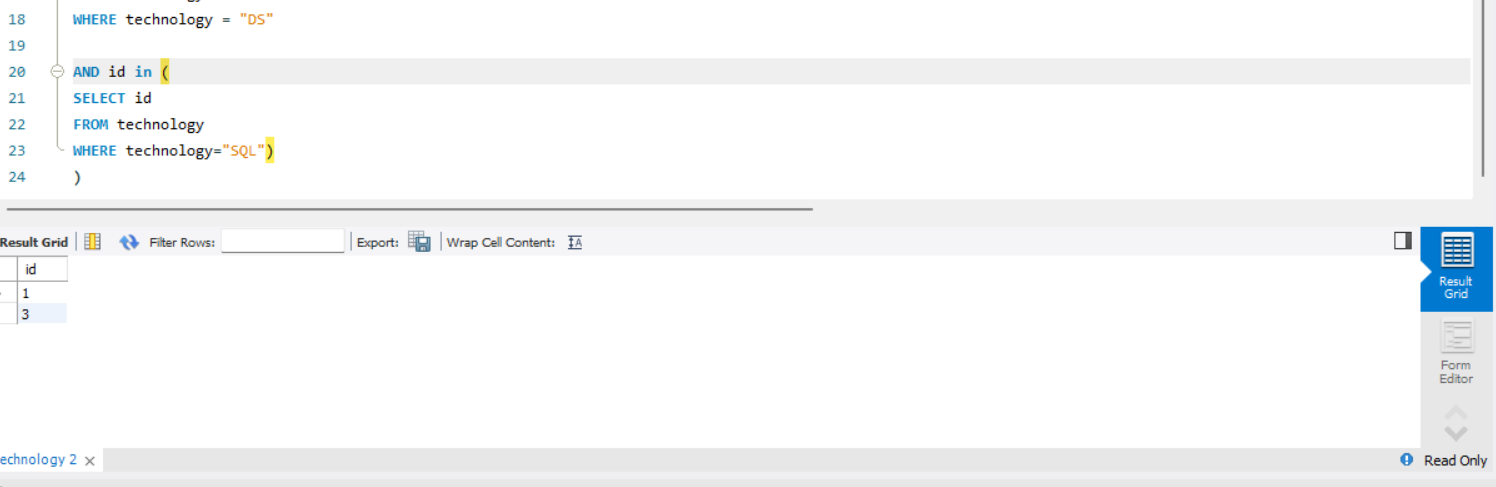 18 WHERE technology = "DS"
19
20 AND id in (
21 SELECT id
22 FROM technology
23 WHERE technology="SQL")
24 )
Result Grid Filter Rows: Export: Wrap Cell Content: IA
id
1
3
Result
Grid
Form
Editor
echnology 2 ×
Read Only